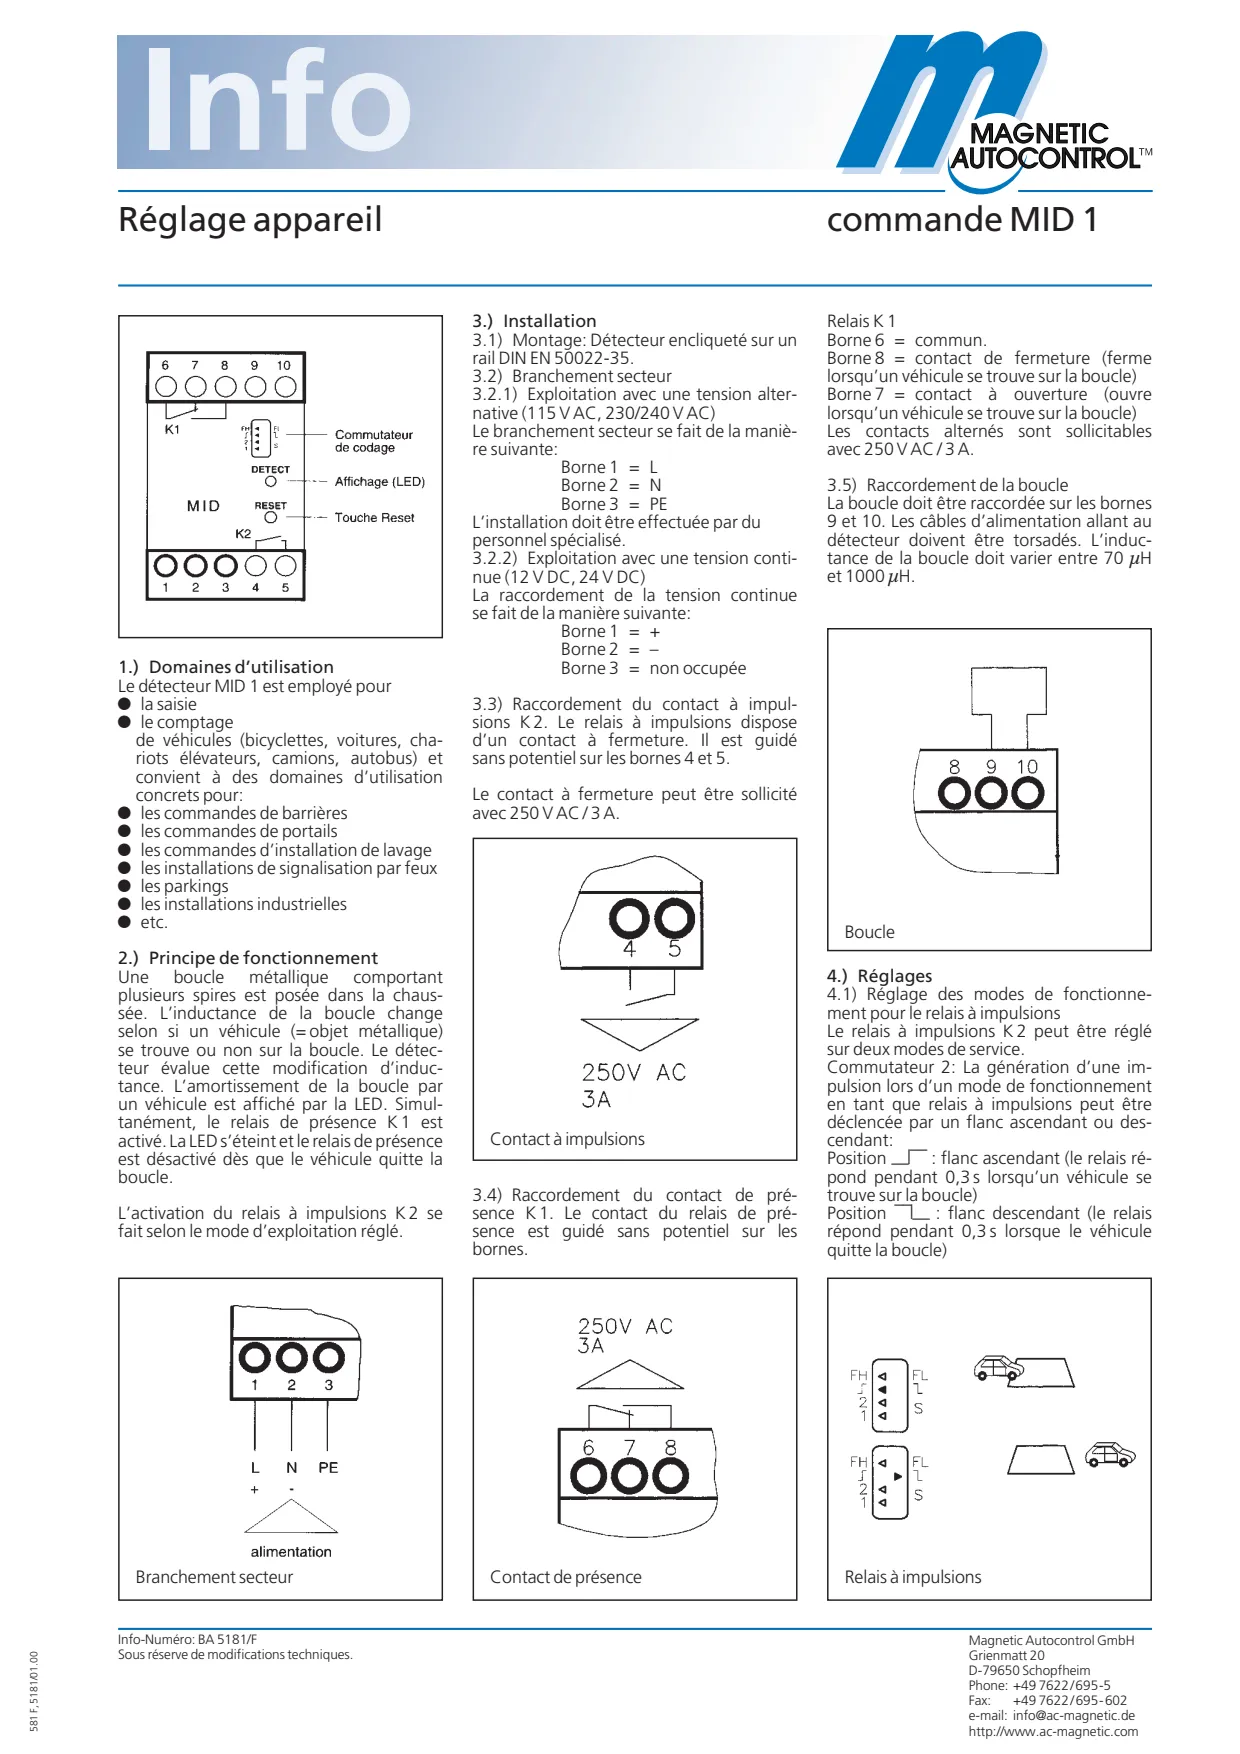 Info
MAGNETIC
AUTOCONTROL™
Réglage appareil
commande MID 1
6 7 8 9 10
K1
FH FL
2
1 S
Commutateur
de codage
DETECT
Affichage (LED)
MID
RESET
Touche Reset
K2
1 2 3 4 5
1.) Domaines d’utilisation
Le détecteur MID 1 est employé pour
● la saisie
● le comptage
de véhicules (bicyclettes, voitures, cha-
riots élévateurs, camions, autobus) et
convient à des domaines d’utilisation
concrets pour:
● les commandes de barrières
● les commandes de portails
● les commandes d’installation de lavage
● les installations de signalisation par feux
● les parkings
● les installations industrielles
● etc.
2.) Principe de fonctionnement
Une boucle métallique comportant
plusieurs spires est posée dans la chaus-
sée. L’inductance de la boucle change
selon si un véhicule (= objet métallique)
se trouve ou non sur la boucle. Le détec-
teur évalue cette modification d’induc-
tance. L’amortissement de la boucle par
un véhicule est affiché par la LED. Simul-
tanément, le relais de présence K 1 est
activé. La LED s’éteint et le relais de présence
est désactivé dès que le véhicule quitte la
boucle.
L’activation du relais à impulsions K 2 se
fait selon le mode d’exploitation réglé.
1 2 3
L N PE
+ -
alimentation
Branchement secteur
3.) Installation
3.1) Montage: Détecteur encliqueté sur un
rail DIN EN 50022-35.
3.2) Branchement secteur
3.2.1) Exploitation avec une tension alter-
native (115 V AC, 230/240 V AC)
Le branchement secteur se fait de la maniè-
re suivante:
Borne 1 = L
Borne 2 = N
Borne 3 = PE
L’installation doit être effectuée par du
personnel spécialisé.
3.2.2) Exploitation avec une tension conti-
nue (12 V DC, 24 V DC)
La raccordement de la tension continue
se fait de la manière suivante:
Borne 1 = +
Borne 2 = –
Borne 3 = non occupée
3.3) Raccordement du contact à impul-
sions K 2. Le relais à impulsions dispose
d’un contact à fermeture. Il est guidé
sans potentiel sur les bornes 4 et 5.
Le contact à fermeture peut être sollicité
avec 250 V AC / 3 A.
4 5
250V AC
3A
Contact à impulsions
3.4) Raccordement du contact de pré-
sence K 1. Le contact du relais de pré-
sence est guidé sans potentiel sur les
bornes.
250V AC
3A
6 7 8
Contact de présence
Relais K 1
Borne 6 = commun.
Borne 8 = contact de fermeture (ferme
lorsqu’un véhicule se trouve sur la boucle)
Borne 7 = contact à ouverture (ouvre
lorsqu’un véhicule se trouve sur la boucle)
Les contacts alternés sont sollicitables
avec 250 V AC / 3 A.
3.5) Raccordement de la boucle
La boucle doit être raccordée sur les bornes
9 et 10. Les câbles d’alimentation allant au
détecteur doivent être torsadés. L’induc-
tance de la boucle doit varier entre 70 µH
et 1000 µH.
8 9 10
Boucle
4.) Réglages
4.1) Réglage des modes de fonctionne-
ment pour le relais à impulsions
Le relais à impulsions K 2 peut être réglé
sur deux modes de service.
Commutateur 2: La génération d’une im-
pulsion lors d’un mode de fonctionnement
en tant que relais à impulsions peut être
déclencée par un flanc ascendant ou des-
cendant:
Position : flanc ascendant (le relais ré-
pond pendant 0,3 s lorsqu’un véhicule se
trouve sur la boucle)
Position : flanc descendant (le relais
répond pendant 0,3 s lorsque le véhicule
quitte la boucle)
FH FL
2
1 S
FH FL
2
1 S
Relais à impulsions
Info-Numéro: BA 5181/F
Sous réserve de modifications techniques.
Magnetic Autocontrol GmbH
Grienmatt 20
D-79650 Schopfheim
Phone: +49 7622/695-5
Fax: +49 7622/695-602
e-mail: info@ac-magnetic.de
http://www.ac-magnetic.com
581 F, 5181/01.00